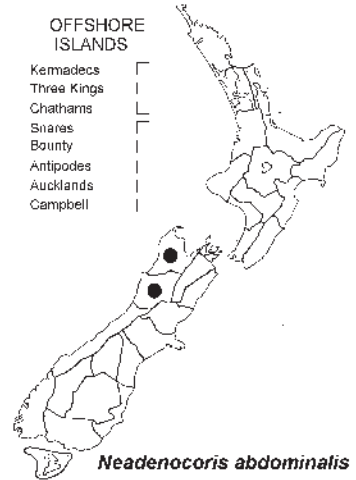 OFFSHORE
ISLANDS
Kermadecs
Three Kings
Chathams
Snares
Bounty
Antipodes
Aucklands
Campbell
Neadenocoris abdominalis